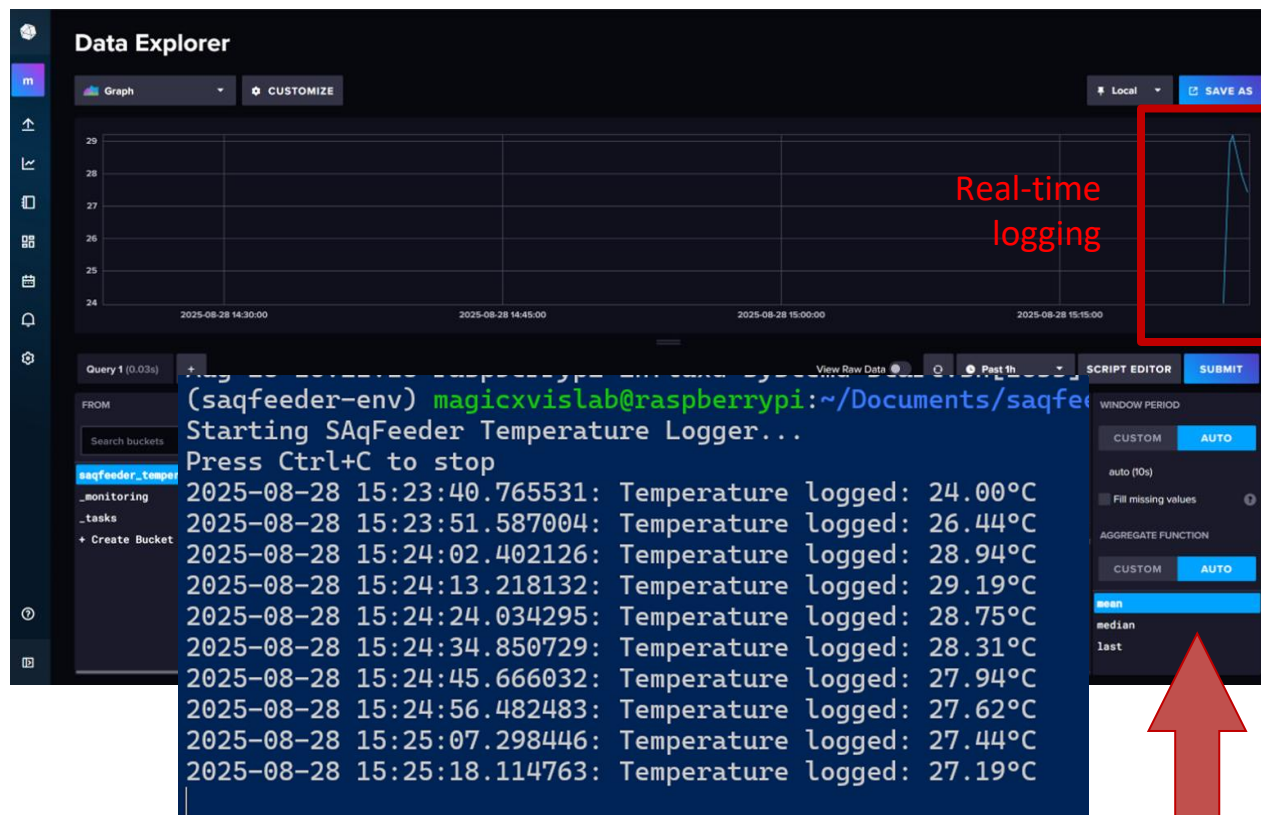 Data Explorer
m
Graph
CUSTOMIZE
Local
SAVE AS
29
28
27
26
25
24
2025-08-28 14:30:00
2025-08-28 14:45:00
2025-08-28 15:00:00
2025-08-28 15:15:00
Real-time
logging
Query 1 (0.03s)
+
View Raw Data
Past 1h
SCRIPT EDITOR
SUBMIT
FROM
Search buckets
saqfeeder_temper
_monitoring
_tasks
+ Create Bucket
(saqfeeder-env) magicxvislab@raspberrypi:~/Documents/saqfee
Starting SAqFeeder Temperature Logger...
Press Ctrl+C to stop
2025-08-28 15:23:40.765531: Temperature logged: 24.00°C
2025-08-28 15:23:51.587004: Temperature logged: 26.44°C
2025-08-28 15:24:02.402126: Temperature logged: 28.94°C
2025-08-28 15:24:13.218132: Temperature logged: 29.19°C
2025-08-28 15:24:24.034295: Temperature logged: 28.75°C
2025-08-28 15:24:34.850729: Temperature logged: 28.31°C
2025-08-28 15:24:45.666032: Temperature logged: 27.94°C
2025-08-28 15:24:56.482483: Temperature logged: 27.62°C
2025-08-28 15:25:07.298446: Temperature logged: 27.44°C
2025-08-28 15:25:18.114763: Temperature logged: 27.19°C
WINDOW PERIOD
CUSTOM
AUTO
auto (10s)
Fill missing values
AGGREGATE FUNCTION
CUSTOM
AUTO
mean
median
last